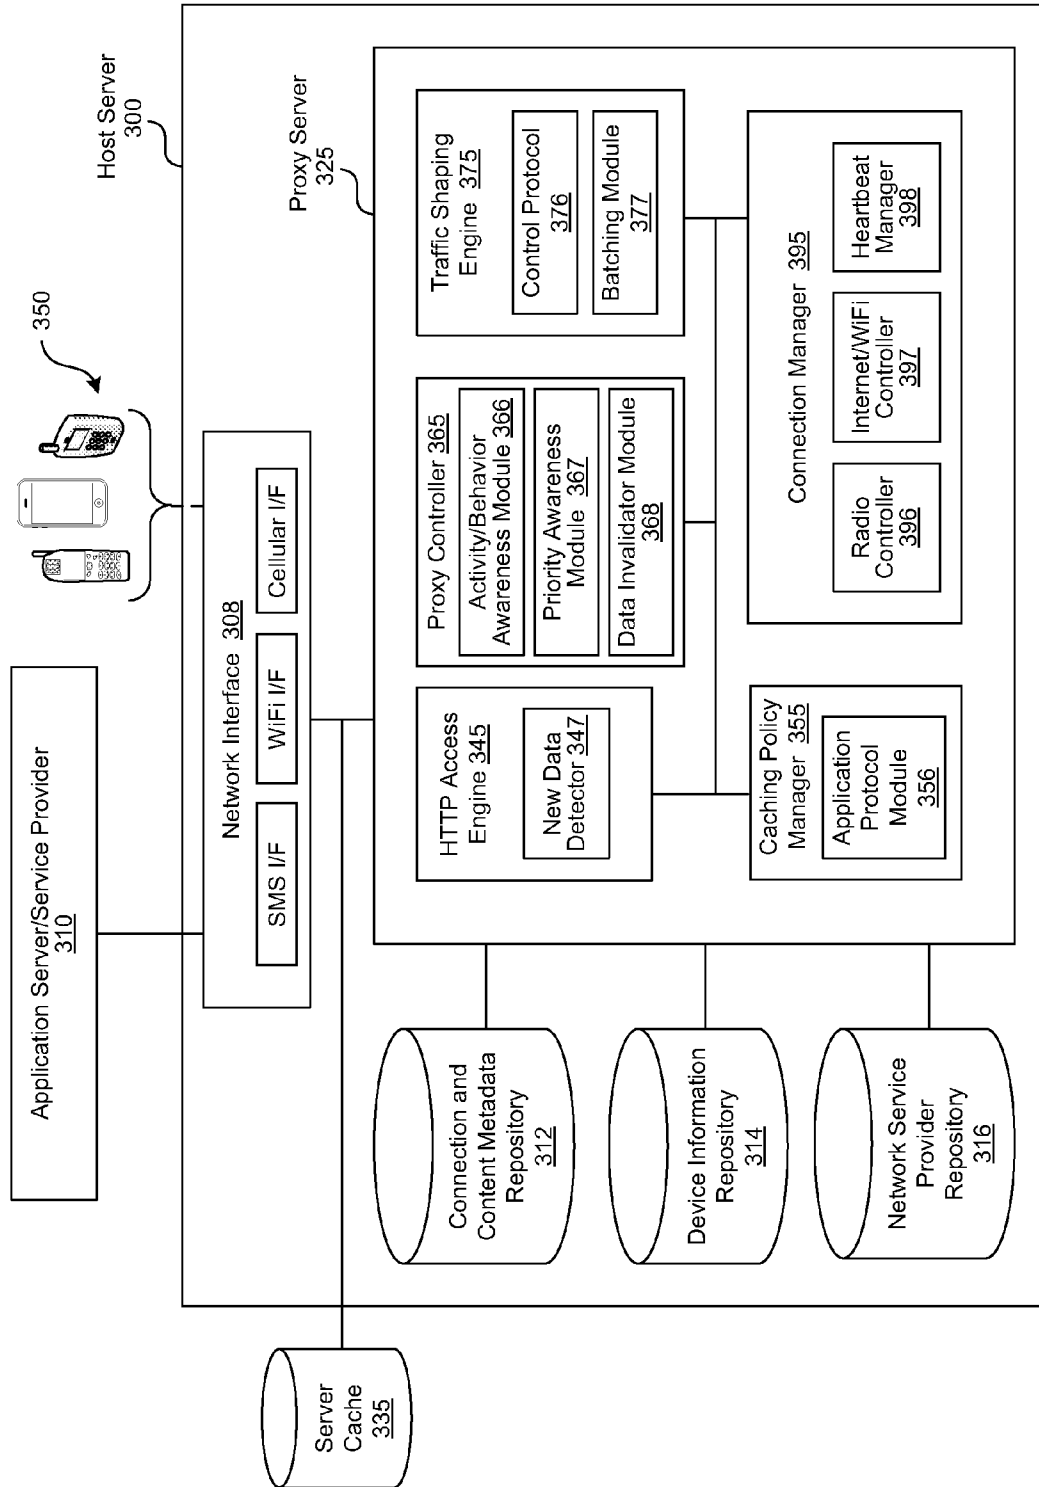 Application Server/Service Provider
310
350
Host Server
300
Network Interface 308
SMS I/F
WiFi I/F
Cellular I/F
Server
Cache
335
Proxy Server
325
Connection and
Content Metadata
Repository
312
Device Information
Repository
314
Network Service
Provider
Repository
316
HTTP Access
Engine 345
New Data
Detector 347
Proxy Controller 365
Activity/Behavior
Awareness Module 366
Priority Awareness
Module 367
Data Invalidator Module
368
Traffic Shaping
Engine 375
Control Protocol
376
Batching Module
377
Caching Policy
Manager 355
Application
Protocol
Module
356
Connection Manager 395
Radio
Controller
396
Internet/WiFi
Controller
397
Heartbeat
Manager
398